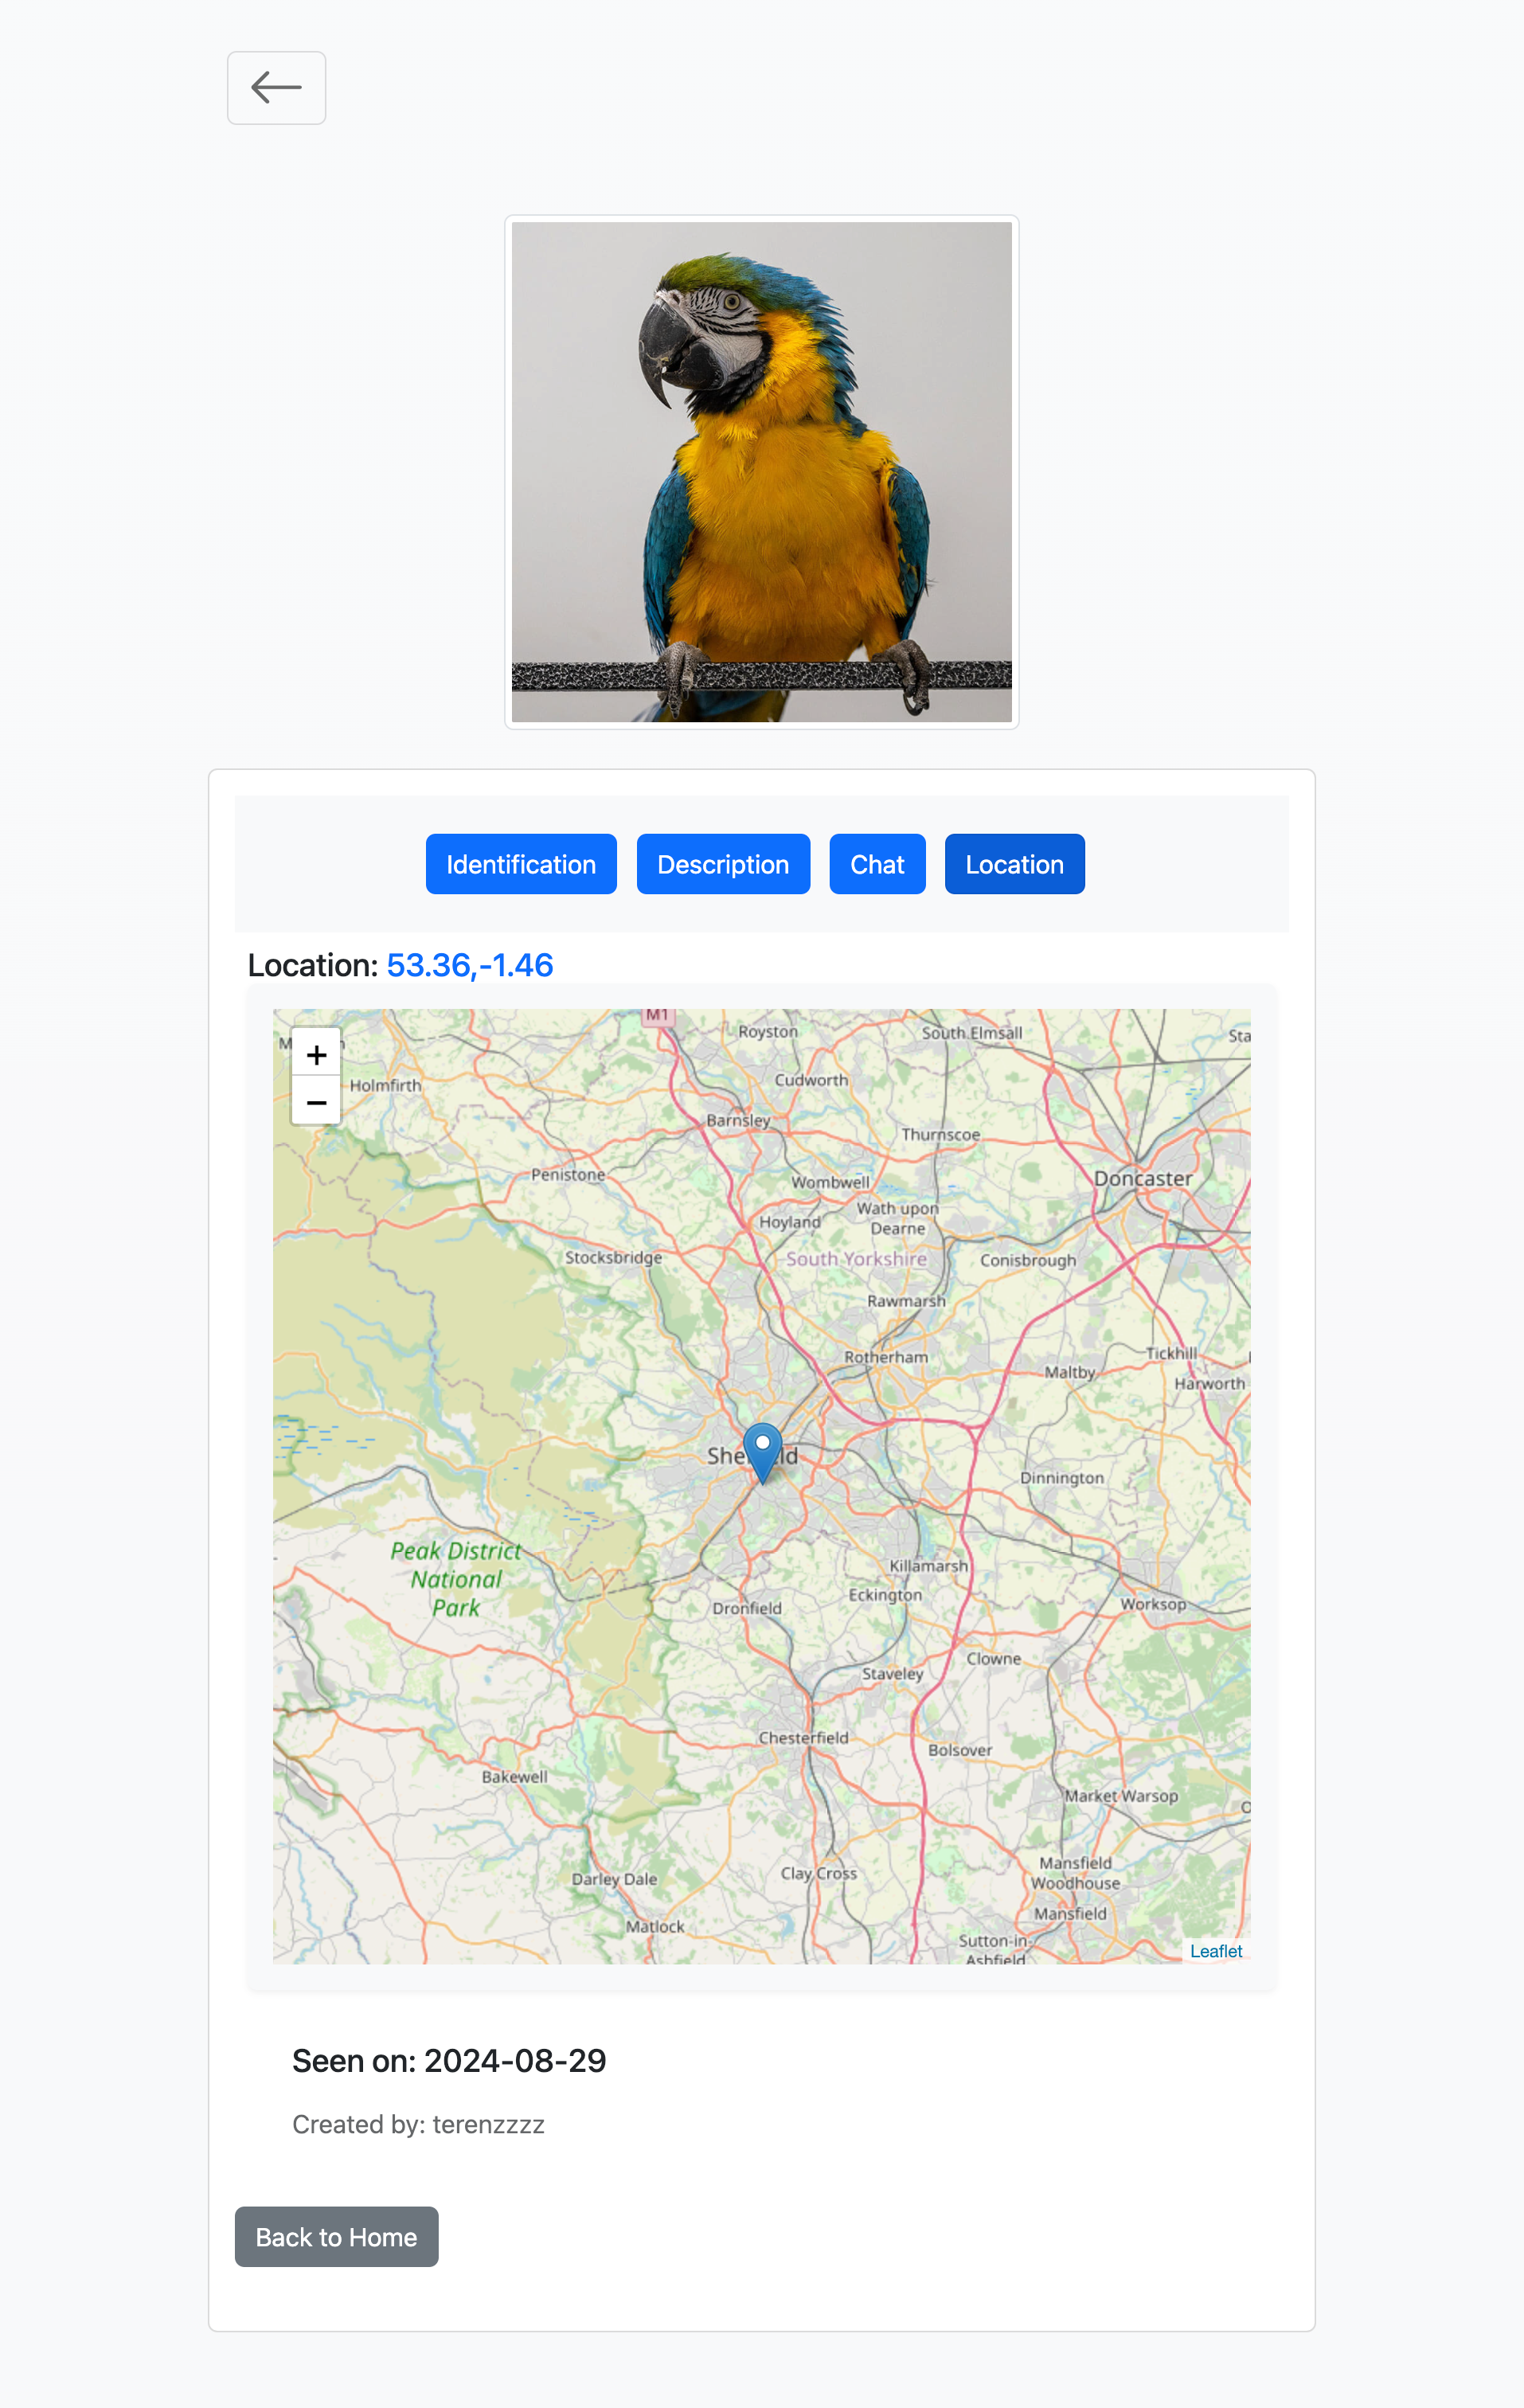 Identification
Description
Chat
Location
Location: 53.36,-1.46
M1
Royston
South Elmsall
+
−
Holmfirth
Cudworth
Barnsley
Thurnscoe
Penistone
Wombwell
Doncaster
Hoyland
Wath upon
Dearne
Stocksbridge
South Yorkshire
Conisbrough
Rawmarsh
Rotherham
Maltby
Tickhill
Harworth
Dinnington
Peak District
National
Park
Killamarsh
Eckington
Dronfield
Worksop
Staveley
Clowne
Chesterfield
Bolsover
Bakewell
Market Warsop
Darley Dale
Clay Cross
Mansfield
Woodhouse
Mansfield
Matlock
Sutton-in-
Ashfield
Leaflet
Seen on: 2024-08-29
Created by: terenzzzz
Back to Home